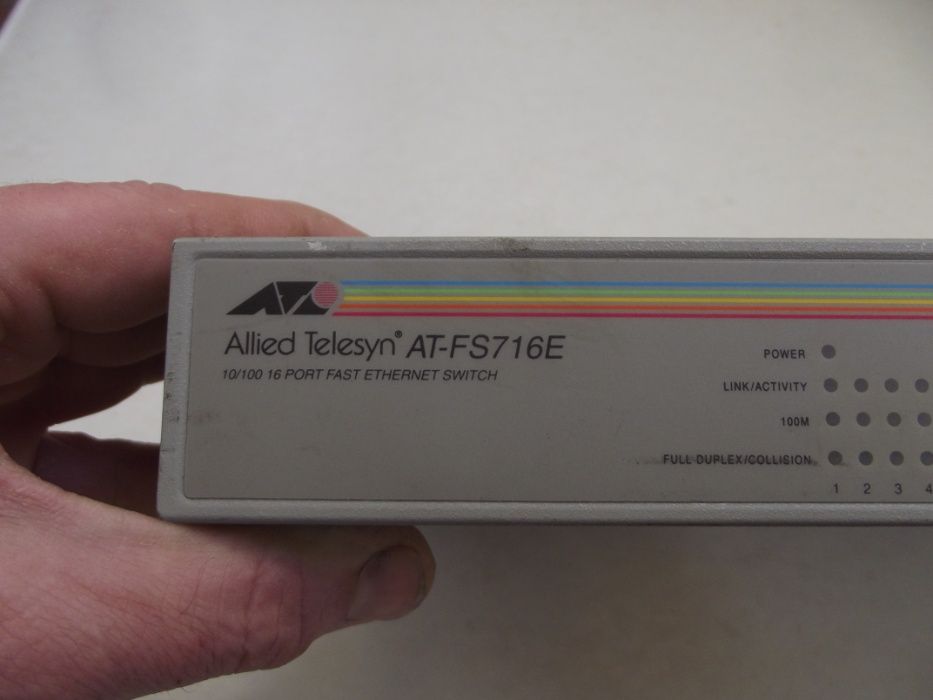 ATI
Allied Telesyn® AT-FS716E
10/100 16 PORT FAST ETHERNET SWITCH
POWER
LINK/ACTIVITY
100M
FULL DUPLEX/COLLISION
1 2 3 4